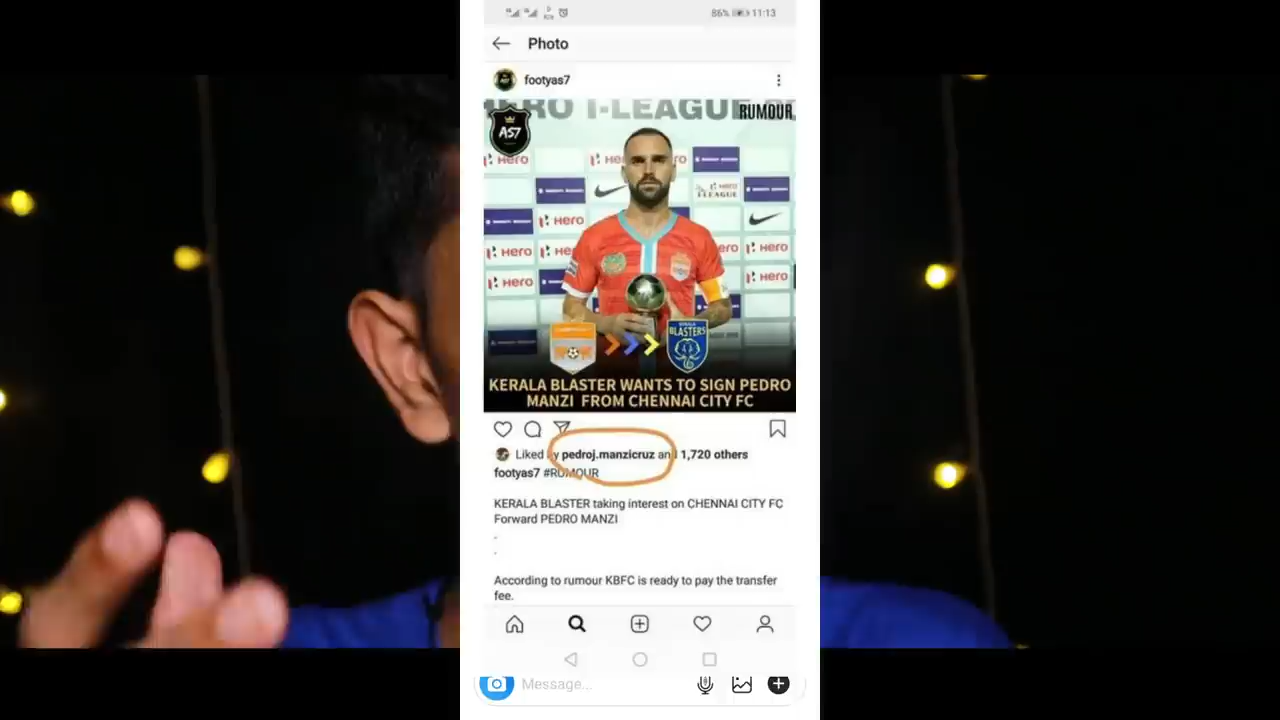 86% 11:13
Photo
footyas7
HERO I-LEAGUE
RUMOUR
AS7
Hero
Hero
Hero
I-LEAGUE
Hero
Hero
Hero
Hero
Hero
Hero
KERALA
BLASTERS
KERALA BLASTER WANTS TO SIGN PEDRO
MANZI FROM CHENNAI CITY FC
Liked by pedroj.manzicruz and 1,720 others
footyas7 #RUMOUR
KERALA BLASTER taking interest on CHENNAI CITY FC
Forward PEDRO MANZI
.
.
According to rumour KBFC is ready to pay the transfer
fee.
Message...